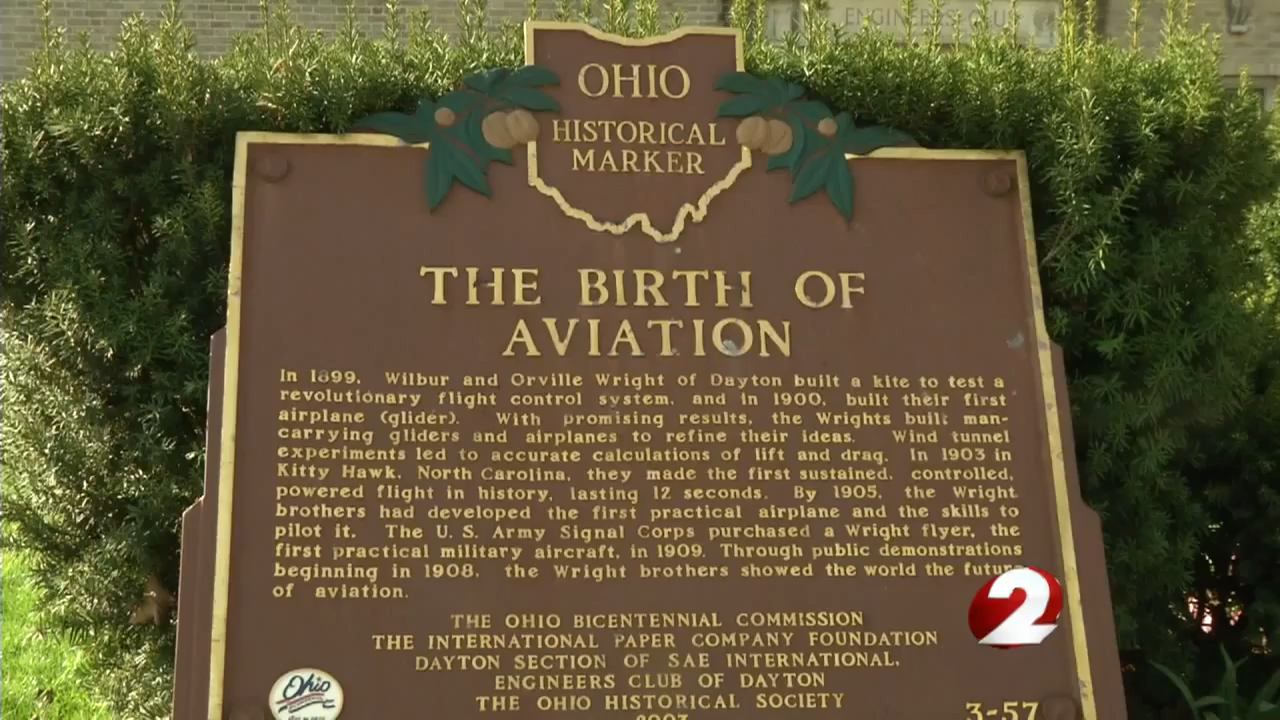 ENGINEERS CLUB
OHIO
HISTORICAL
MARKER
THE BIRTH OF
AVIATION
In 1899, Wilbur and Orville Wright of Dayton built a kite to test a
revolutionary flight control system, and in 1900, built their first
airplane (glider). With promising results, the Wrights built man-
carrying gliders and airplanes to refine their ideas. Wind tunnel
experiments led to accurate calculations of lift and drag. In 1903 in
Kitty Hawk, North Carolina, they made the first sustained, controlled,
powered flight in history, lasting 12 seconds. By 1905, the Wright
brothers had developed the first practical airplane and the skills to
pilot it. The U.S. Army Signal Corps purchased a Wright flyer, the
first practical military aircraft, in 1909. Through public demonstrations
beginning in 1908, the Wright brothers showed the world the future
of aviation.
2
THE OHIO BICENTENNIAL COMMISSION
THE INTERNATIONAL PAPER COMPANY FOUNDATION
DAYTON SECTION OF SAE INTERNATIONAL,
ENGINEERS CLUB OF DAYTON
THE OHIO HISTORICAL SOCIETY
2003
3-57
Ohio